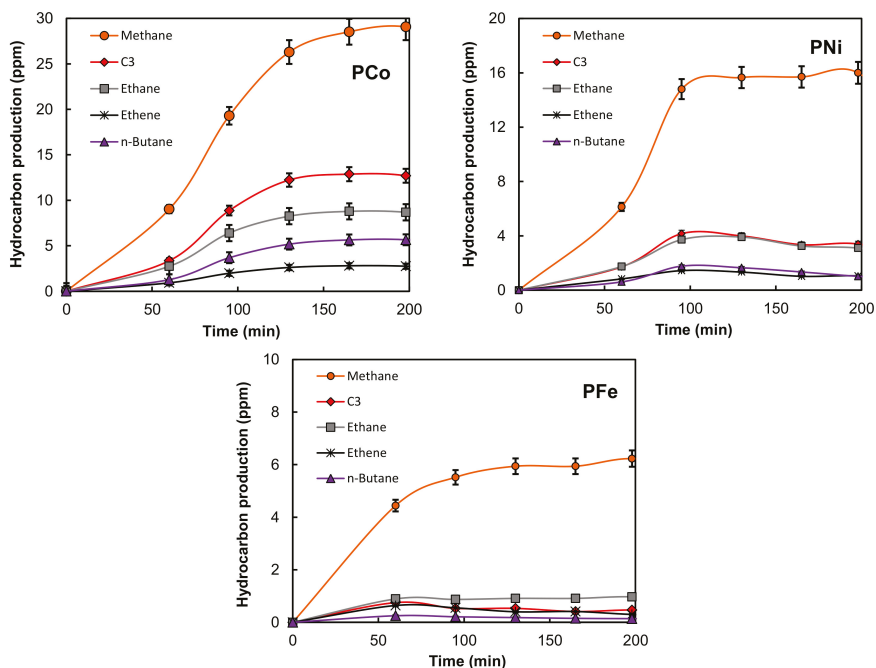 Hydrocarbon production (ppm)
30
25
20
15
10
5
0
Methane
C3
Ethane
Ethene
n-Butane
PCo
0 50 100 150 200
Time (min)
Hydrocarbon production (ppm)
20
16
12
8
4
0
Methane
C3
Ethane
Ethene
n-Butane
PNi
0 50 100 150 200
Time (min)
Hydrocarbon production (ppm)
10
8
6
4
2
0
Methane
C3
Ethane
Ethene
n-Butane
PFe
0 50 100 150 200
Time (min)